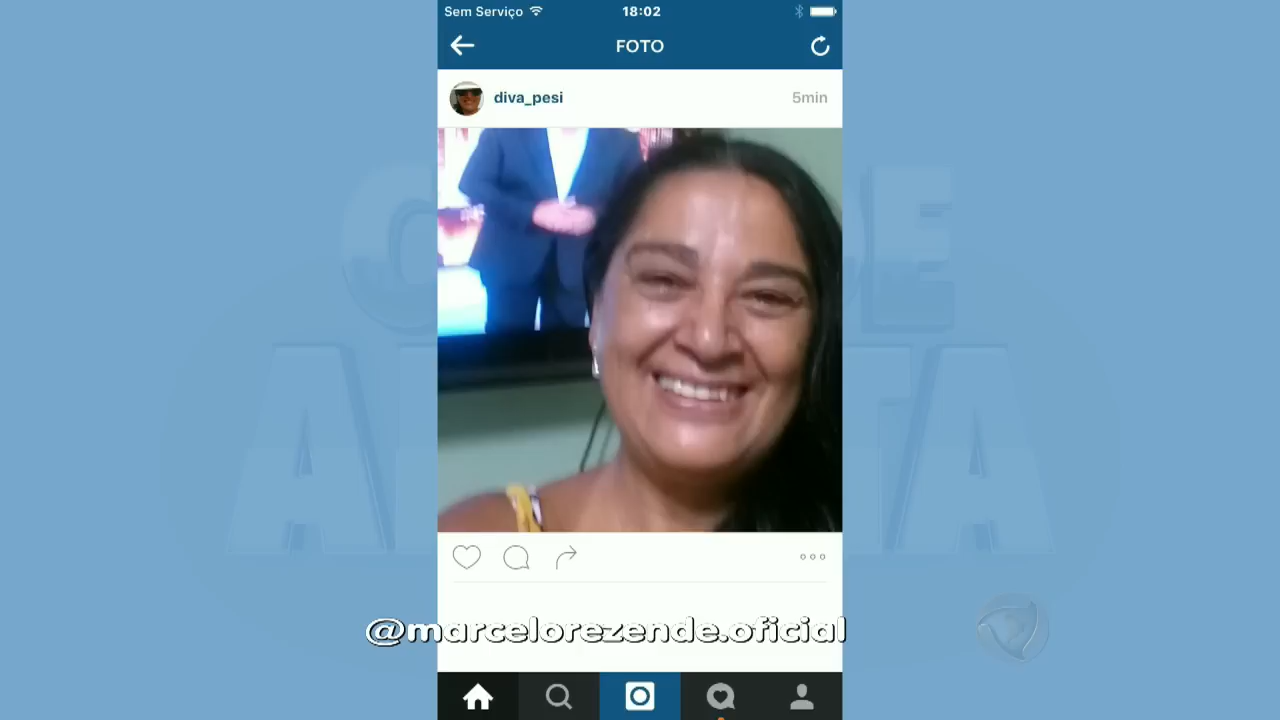 Sem Serviço
18:02
FOTO
diva_pesi
5min
@marcelorezende.oficial